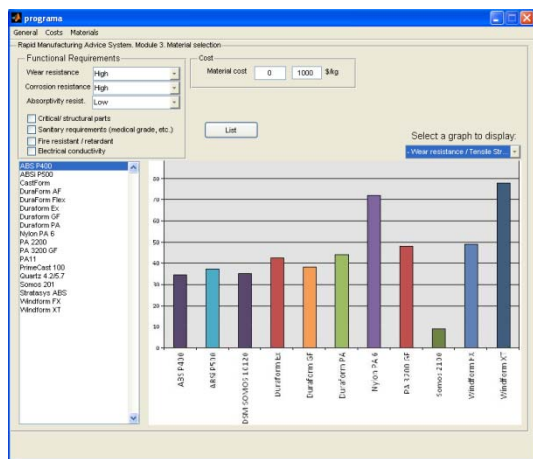 programa
General Costs Materials
Rapid Manufacturing Advice System. Module 3. Material selection
Functional Requirements
Wear resistance High
Corrosion resistance High
Absorptivity resist. Low
Critical/ structural parts
Sanitary requirements (medical grade, etc.)
Fire resistant / retardant
Electrical conductivity
Cost
Material cost 0 1000 $/kg
List
Select a graph to display:
- Wear resistance / Tensile Str...
ABS P400
ABSi P500
CastForm
DuraForm AF
DuraForm Flex
Duraform Ex
Duraform GF
Duraform PA
Nylon PA 6
PA 2200
PA 3200 GF
PA11
PrimeCast 100
Quartz 4.2/5.7
Somos 201
Stratasys ABS
Windform FX
Windform XT
80
70
60
50
40
30
20
10
0
ABS P400
ABSi P500
DSM SOMOS
Duraform Ex
Duraform GF
Duraform PA
Nylon PA 6
PA 3200 GF
Somos
Windform FX
Windform XT